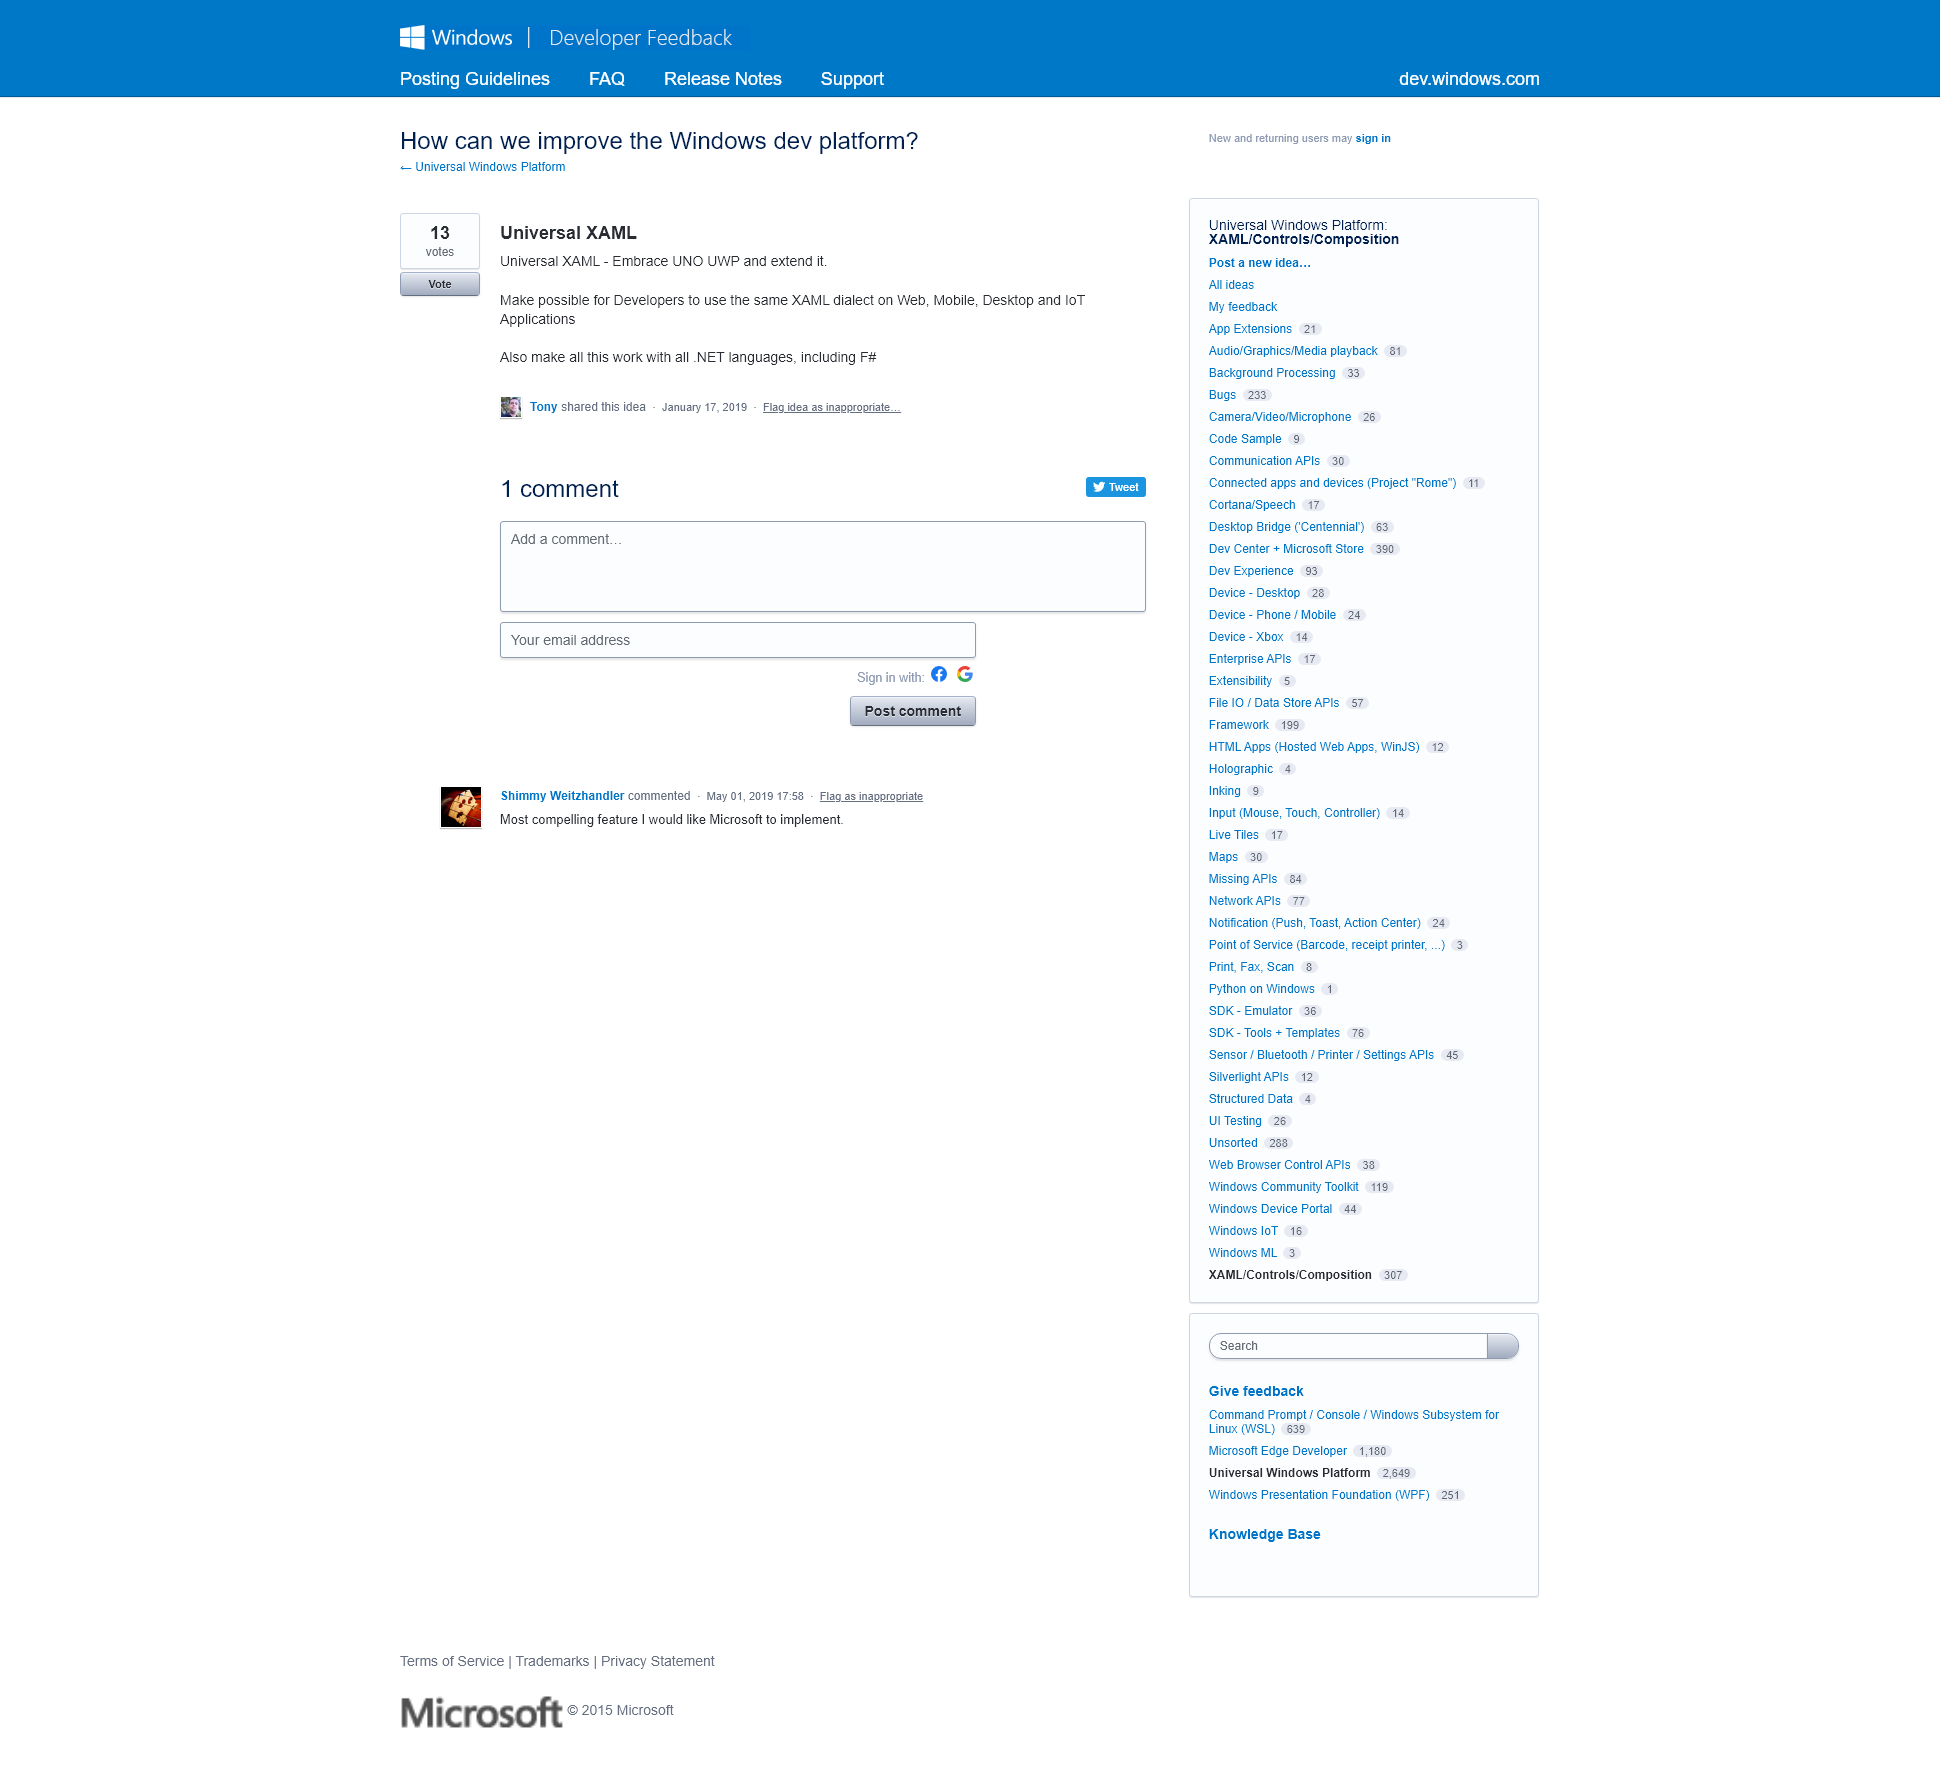 Windows | Developer Feedback
Posting Guidelines FAQ Release Notes Support dev.windows.com
How can we improve the Windows dev platform?
← Universal Windows Platform
New and returning users may sign in
13
votes
Vote
Universal XAML
Universal XAML - Embrace UNO UWP and extend it.
Make possible for Developers to use the same XAML dialect on Web, Mobile, Desktop and IoT
Applications
Also make all this work with all .NET languages, including F#
Tony shared this idea · January 17, 2019 · Flag idea as inappropriate…
1 comment
Tweet
Add a comment…
Your email address
Sign in with:
Post comment
Shimmy Weitzhandler commented · May 01, 2019 17:58 · Flag as inappropriate
Most compelling feature I would like Microsoft to implement.
Universal Windows Platform:
XAML/Controls/Composition
Post a new idea…
All ideas
My feedback
App Extensions 21
Audio/Graphics/Media playback 81
Background Processing 33
Bugs 233
Camera/Video/Microphone 26
Code Sample 9
Communication APIs 30
Connected apps and devices (Project "Rome") 11
Cortana/Speech 17
Desktop Bridge ('Centennial') 63
Dev Center + Microsoft Store 390
Dev Experience 93
Device - Desktop 28
Device - Phone / Mobile 24
Device - Xbox 14
Enterprise APIs 17
Extensibility 5
File IO / Data Store APIs 57
Framework 199
HTML Apps (Hosted Web Apps, WinJS) 12
Holographic 4
Inking 9
Input (Mouse, Touch, Controller) 14
Live Tiles 17
Maps 30
Missing APIs 84
Network APIs 77
Notification (Push, Toast, Action Center) 24
Point of Service (Barcode, receipt printer, ...) 3
Print, Fax, Scan 8
Python on Windows 1
SDK - Emulator 36
SDK - Tools + Templates 76
Sensor / Bluetooth / Printer / Settings APIs 45
Silverlight APIs 12
Structured Data 4
UI Testing 26
Unsorted 288
Web Browser Control APIs 38
Windows Community Toolkit 119
Windows Device Portal 44
Windows IoT 16
Windows ML 3
XAML/Controls/Composition 307
Search
Give feedback
Command Prompt / Console / Windows Subsystem for
Linux (WSL) 639
Microsoft Edge Developer 1,180
Universal Windows Platform 2,649
Windows Presentation Foundation (WPF) 251
Knowledge Base
Terms of Service | Trademarks | Privacy Statement
Microsoft © 2015 Microsoft